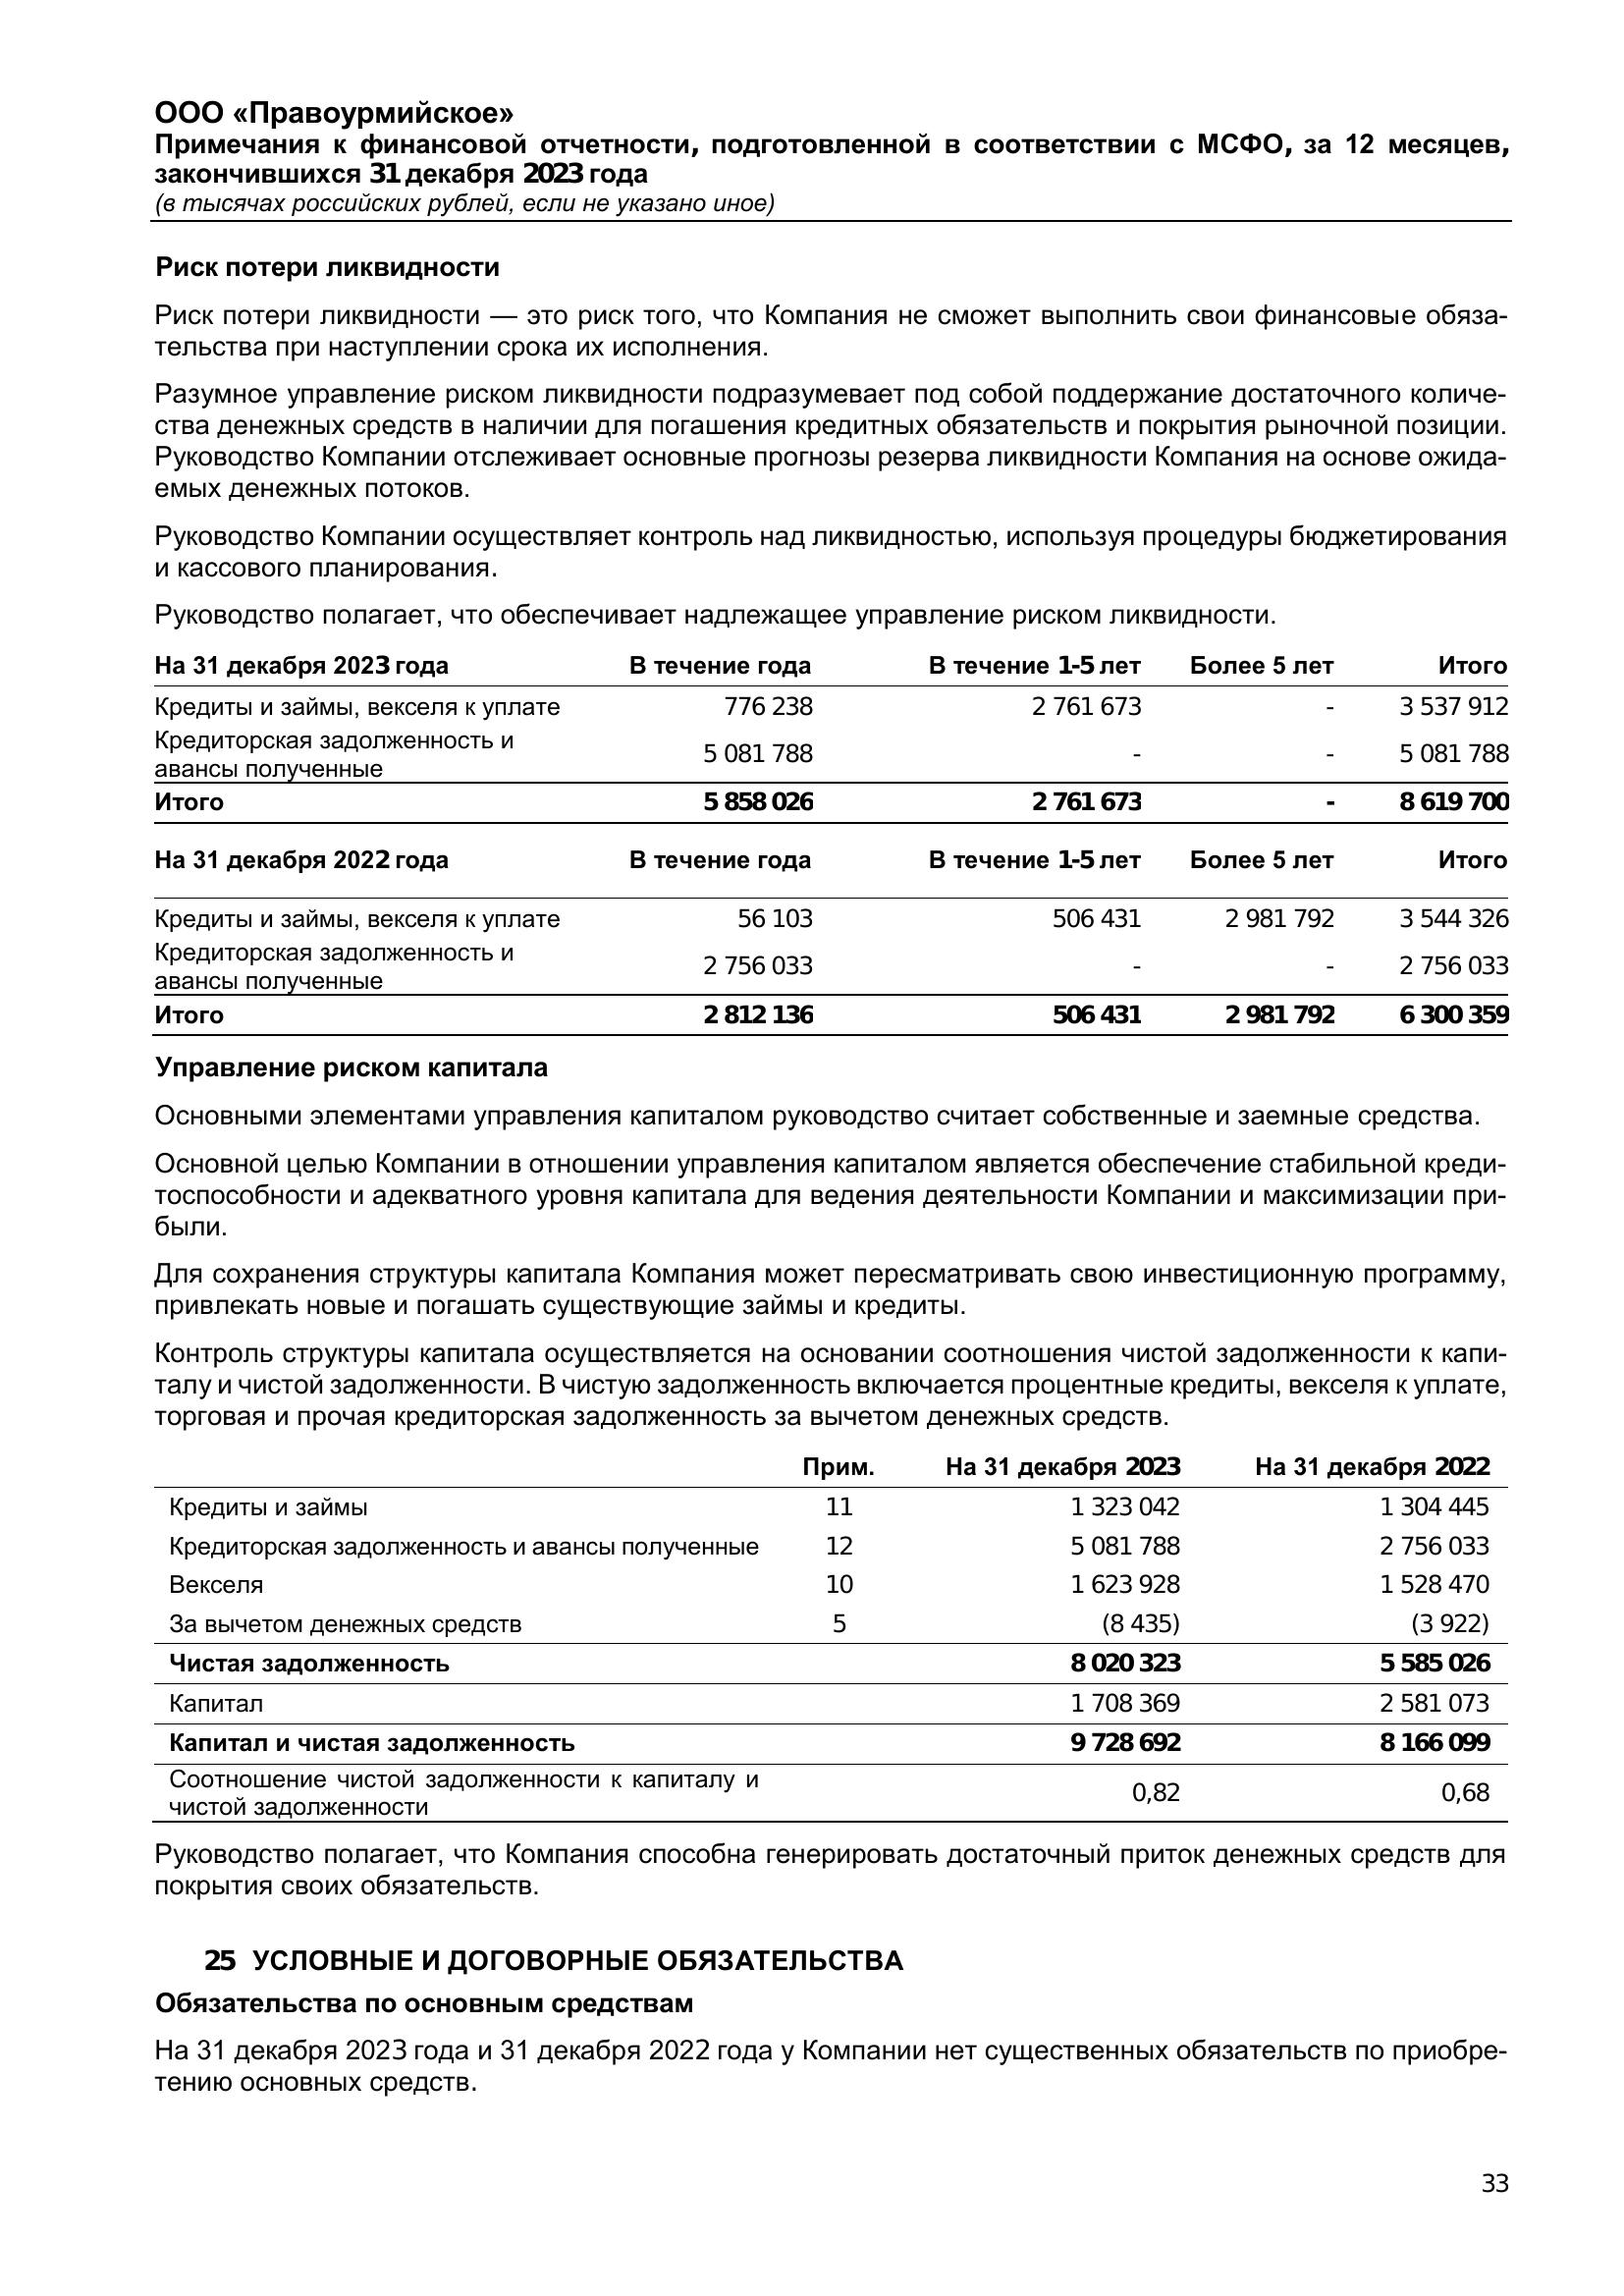 ООО «Правоурмийское»
Примечания к финансовой отчетности, подготовленной в соответствии с МСФО, за 12 месяцев,
закончившихся 31 декабря 2023 года
(в тысячах российских рублей, если не указано иное)
Риск потери ликвидности
Риск потери ликвидности — это риск того, что Компания не сможет выполнить свои финансовые обяза-
тельства при наступлении срока их исполнения.
Разумное управление риском ликвидности подразумевает под собой поддержание достаточного количе-
ства денежных средств в наличии для погашения кредитных обязательств и покрытия рыночной позиции.
Руководство Компании отслеживает основные прогнозы резерва ликвидности Компания на основе ожида-
емых денежных потоков.
Руководство Компании осуществляет контроль над ликвидностью, используя процедуры бюджетирования
и кассового планирования.
Руководство полагает, что обеспечивает надлежащее управление риском ликвидности.
На 31 декабря 2023 года В течение года В течение 1-5 лет Более 5 лет Итого
Кредиты и займы, векселя к уплате 776 238 2 761 673 - 3 537 912
Кредиторская задолженность и
авансы полученные 5 081 788 - - 5 081 788
Итого 5 858 026 2 761 673 - 8 619 700
На 31 декабря 2022 года В течение года В течение 1-5 лет Более 5 лет Итого
Кредиты и займы, векселя к уплате 56 103 506 431 2 981 792 3 544 326
Кредиторская задолженность и
авансы полученные 2 756 033 - - 2 756 033
Итого 2 812 136 506 431 2 981 792 6 300 359
Управление риском капитала
Основными элементами управления капиталом руководство считает собственные и заемные средства.
Основной целью Компании в отношении управления капиталом является обеспечение стабильной креди-
тоспособности и адекватного уровня капитала для ведения деятельности Компании и максимизации при-
были.
Для сохранения структуры капитала Компания может пересматривать свою инвестиционную программу,
привлекать новые и погашать существующие займы и кредиты.
Контроль структуры капитала осуществляется на основании соотношения чистой задолженности к капи-
талу и чистой задолженности. В чистую задолженность включается процентные кредиты, векселя к уплате,
торговая и прочая кредиторская задолженность за вычетом денежных средств.
Прим. На 31 декабря 2023 На 31 декабря 2022
Кредиты и займы 11 1 323 042 1 304 445
Кредиторская задолженность и авансы полученные 12 5 081 788 2 756 033
Векселя 10 1 623 928 1 528 470
За вычетом денежных средств 5 (8 435) (3 922)
Чистая задолженность 8 020 323 5 585 026
Капитал 1 708 369 2 581 073
Капитал и чистая задолженность 9 728 692 8 166 099
Соотношение чистой задолженности к капиталу и
чистой задолженности 0,82 0,68
Руководство полагает, что Компания способна генерировать достаточный приток денежных средств для
покрытия своих обязательств.
25 УСЛОВНЫЕ И ДОГОВОРНЫЕ ОБЯЗАТЕЛЬСТВА
Обязательства по основным средствам
На 31 декабря 2023 года и 31 декабря 2022 года у Компании нет существенных обязательств по приобре-
тению основных средств.
33